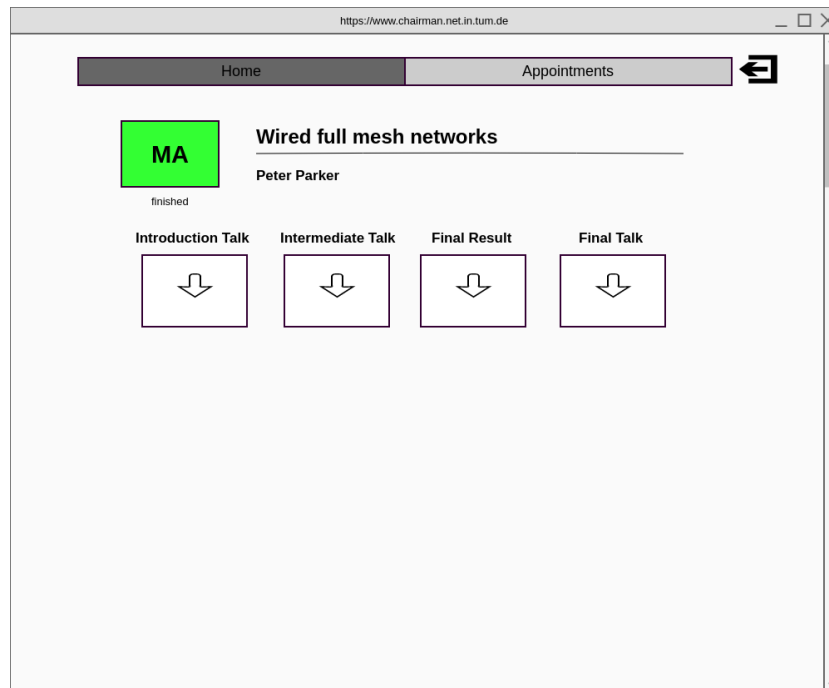 https://www.chairman.net.in.tum.de
Home Appointments
MA
Wired full mesh networks
Peter Parker
finished
Introduction Talk Intermediate Talk Final Result Final Talk